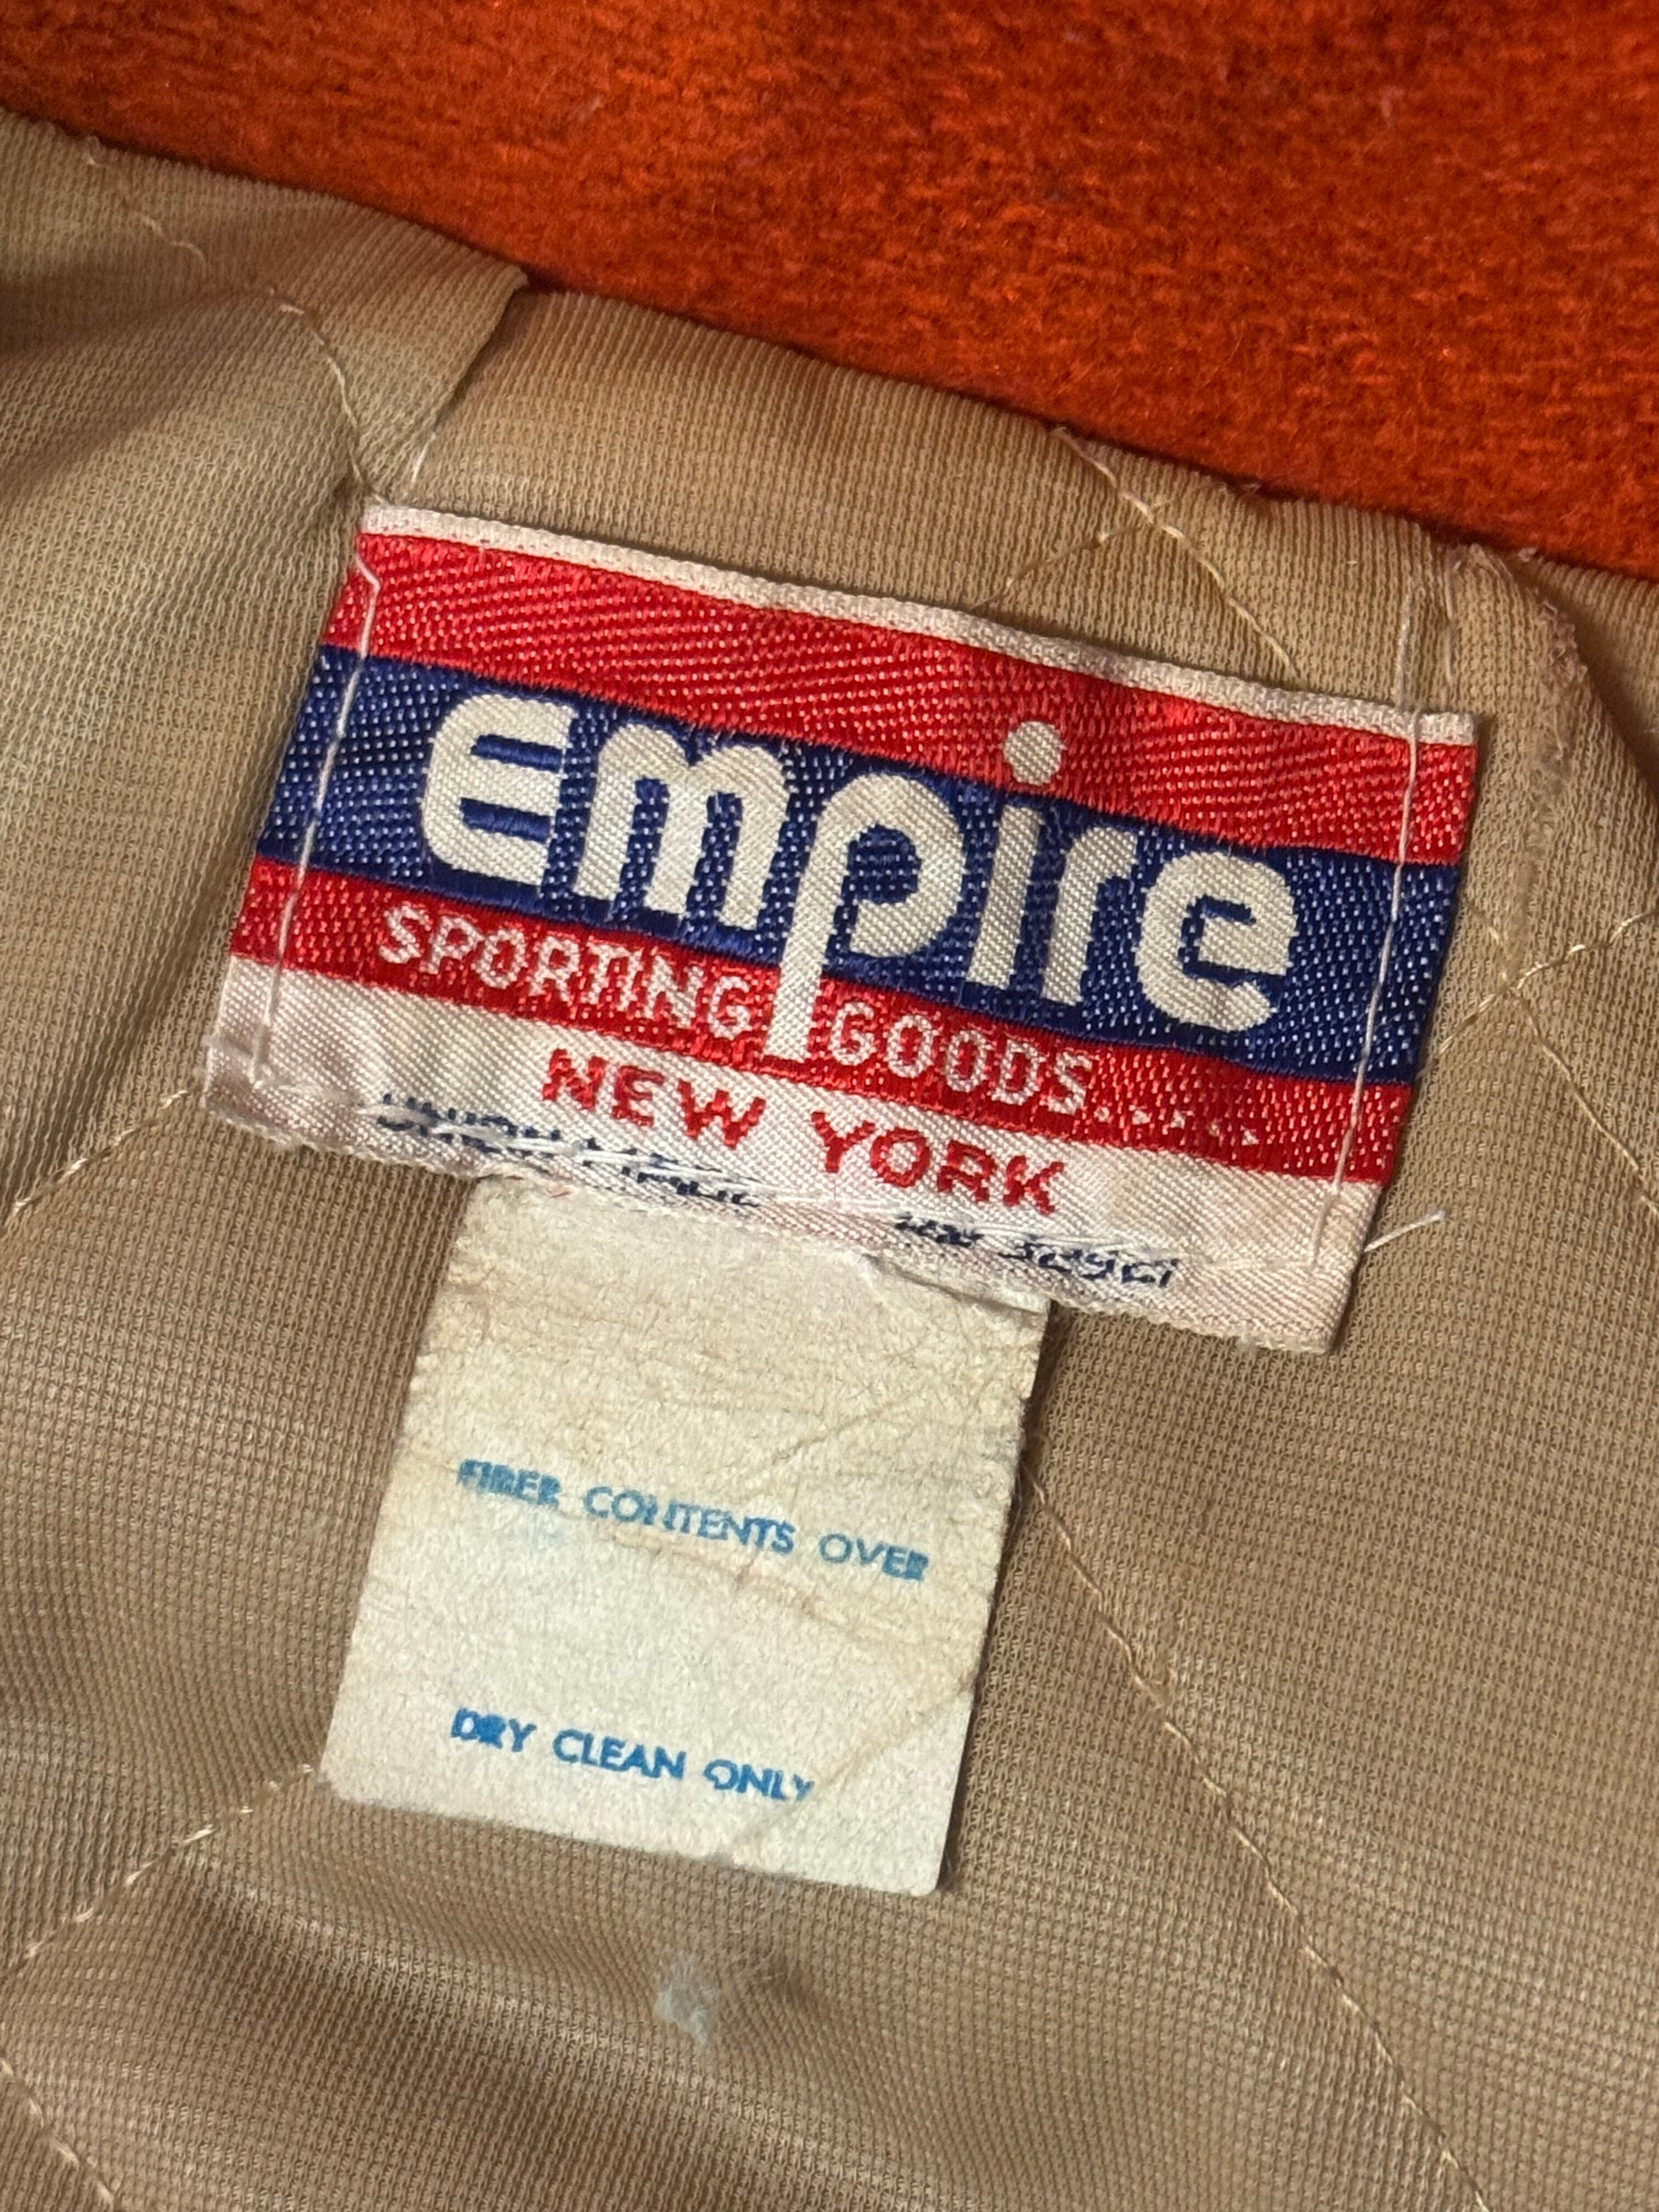 Empire
SPORTING GOODS.....
NEW YORK
FIBER CONTENTS OVER
DRY CLEAN ONLY